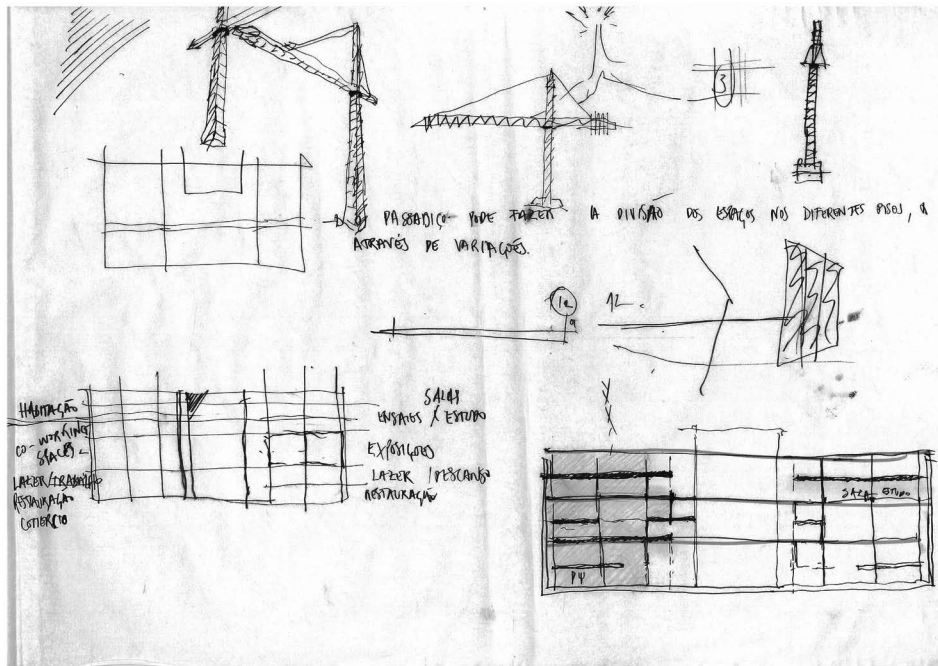 3
O PASSADIÇO PODE FAZER A DIVISÃO DOS ESPAÇOS NOS DIFERENTES PISOS,
ATRAVÉS DE VARIAÇÕES.
12
12.
HABITAÇÃO
CO-WORKING
SPACES
LAZER/TRABALHO
RESTAURAÇÃO
COMÉRCIO
SALAS
ENSAIOS / ESTUDO
EXPOSIÇÕES
LAZER / DESCANSO
RESTAURAÇÃO
SALA ESTUDO